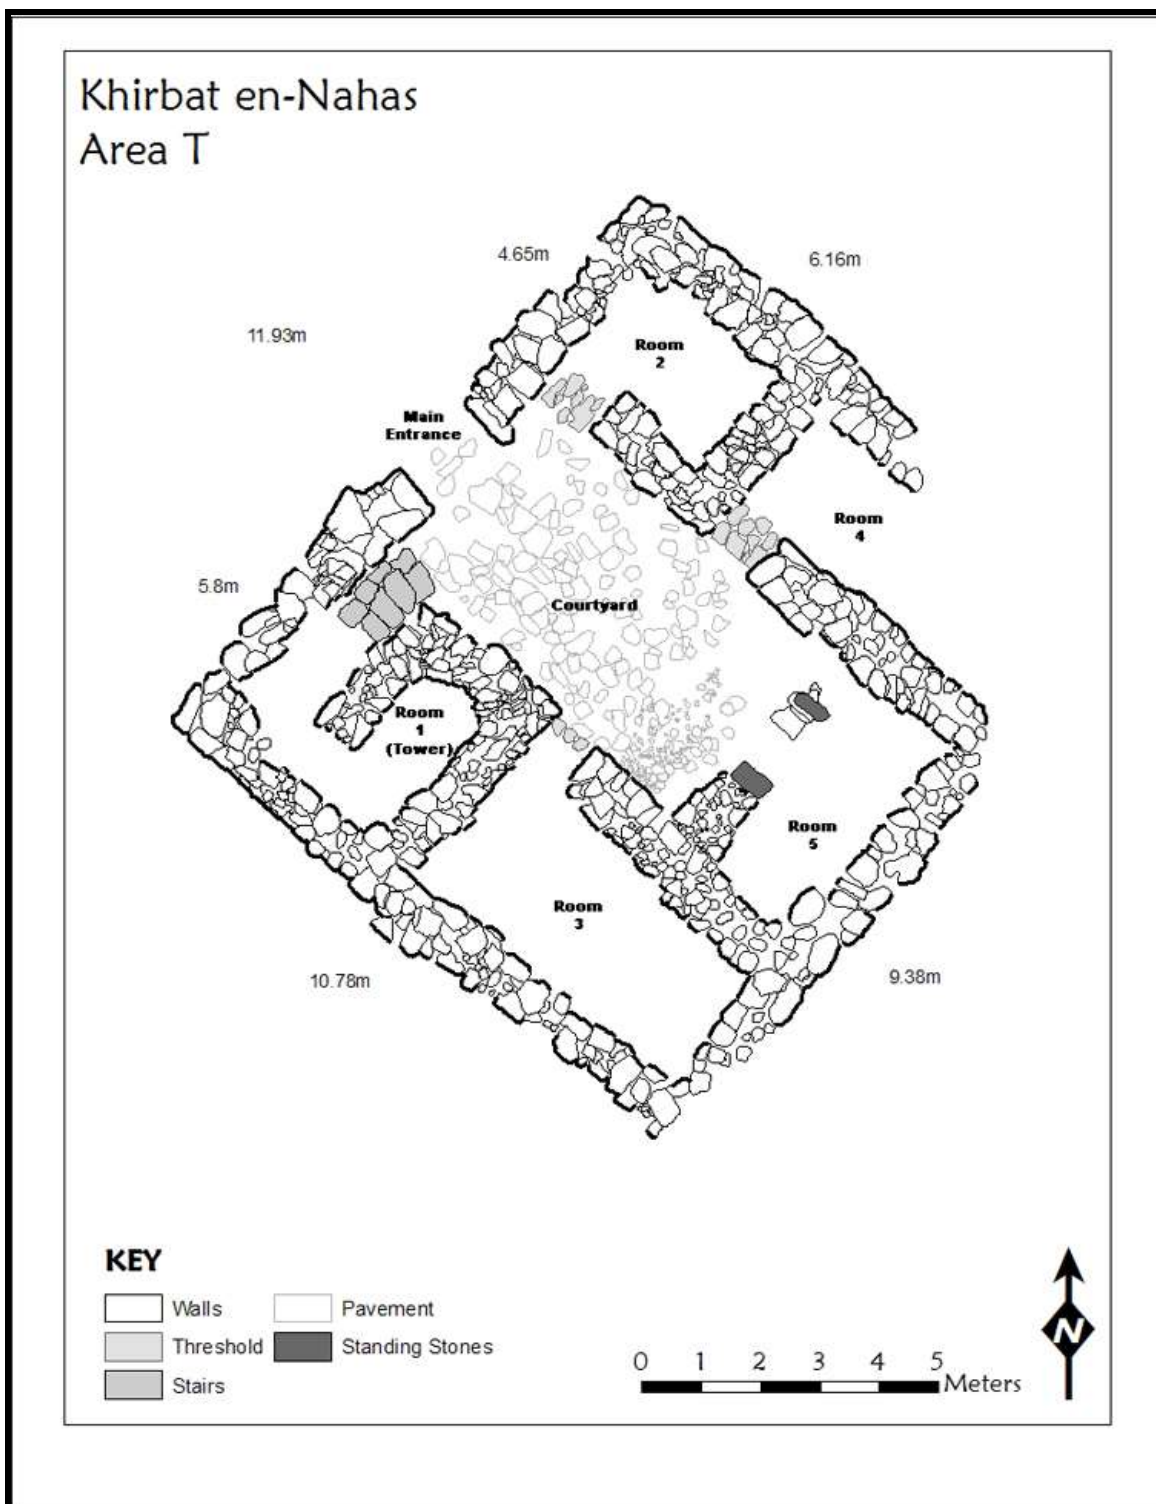 Khirbat en-Nahas
Area T
4.65m
6.16m
11.93m
Room
2
Main
Entrance
Room
4
5.8m
Courtyard
Room
1
(Tower)
Room
5
Room
3
10.78m
9.38m
KEY
Walls
Pavement
Threshold
Standing Stones
Stairs
0 1 2 3 4 5
Meters
N